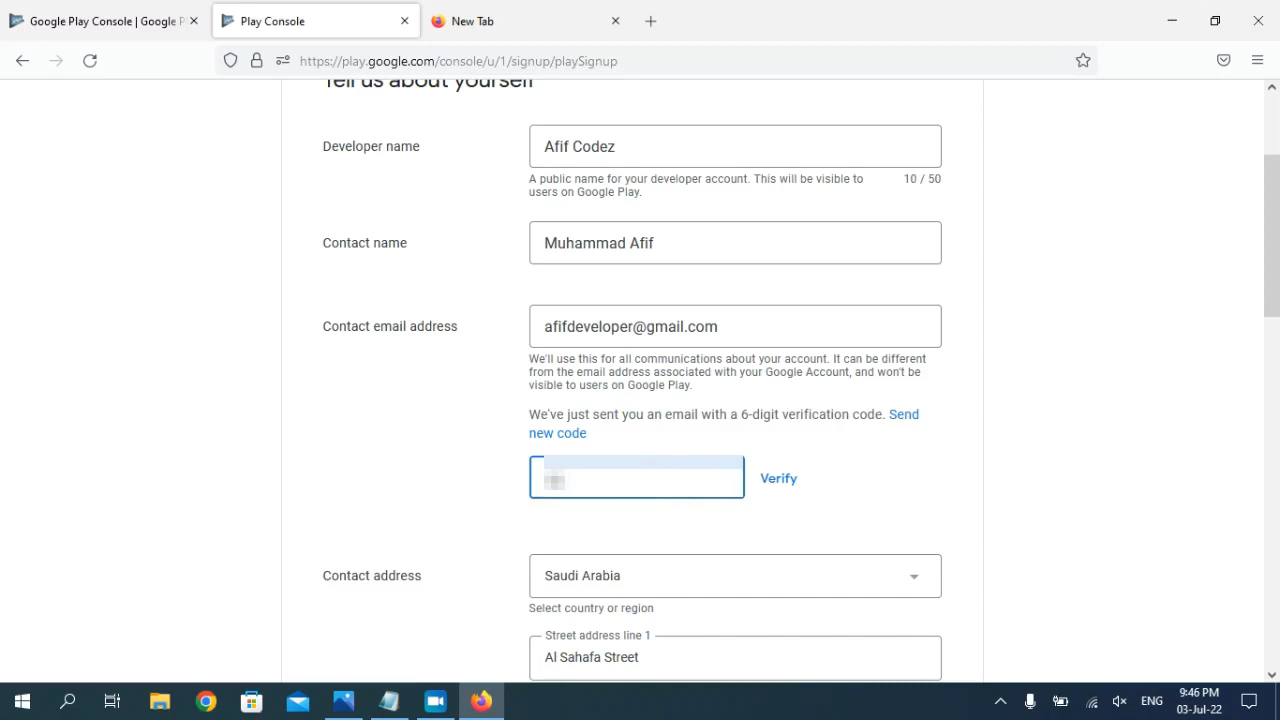 Google Play Console | Google P
Play Console
New Tab
https://play.google.com/console/u/1/signup/playSignup
Tell us about yourself
Developer name
Afif Codez
A public name for your developer account. This will be visible to
users on Google Play.
10 / 50
Contact name
Muhammad Afif
Contact email address
afifdeveloper@gmail.com
We'll use this for all communications about your account. It can be different
from the email address associated with your Google Account, and won't be
visible to users on Google Play.
We've just sent you an email with a 6-digit verification code. Send
new code
Verify
Contact address
Saudi Arabia
Select country or region
Street address line 1
Al Sahafa Street
ENG
9:46 PM
03-Jul-22